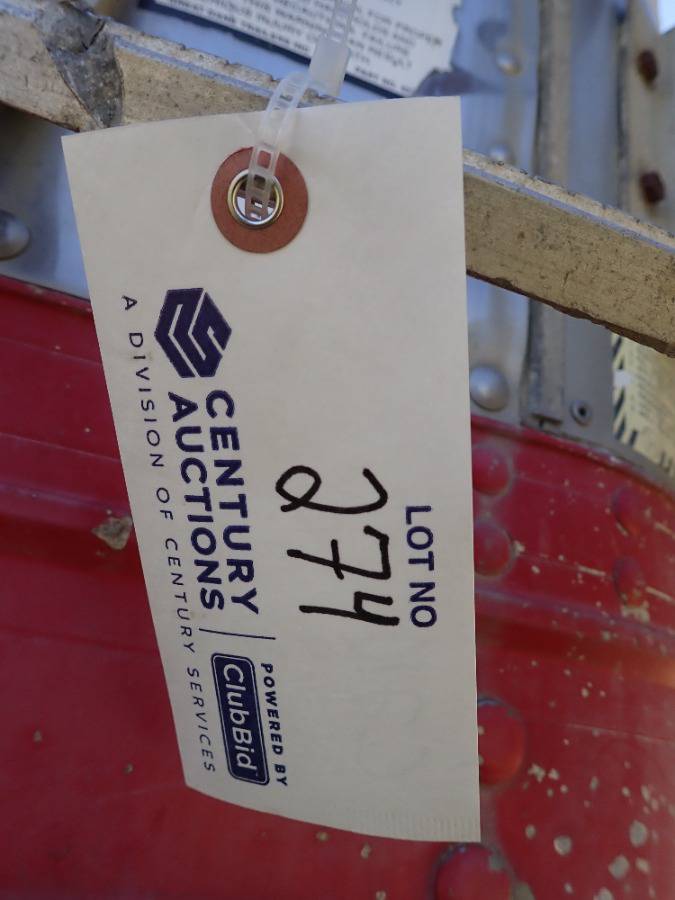 LOT NO
274
CENTURY
AUCTIONS
A DIVISION OF CENTURY SERVICES
POWERED BY
ClubBid